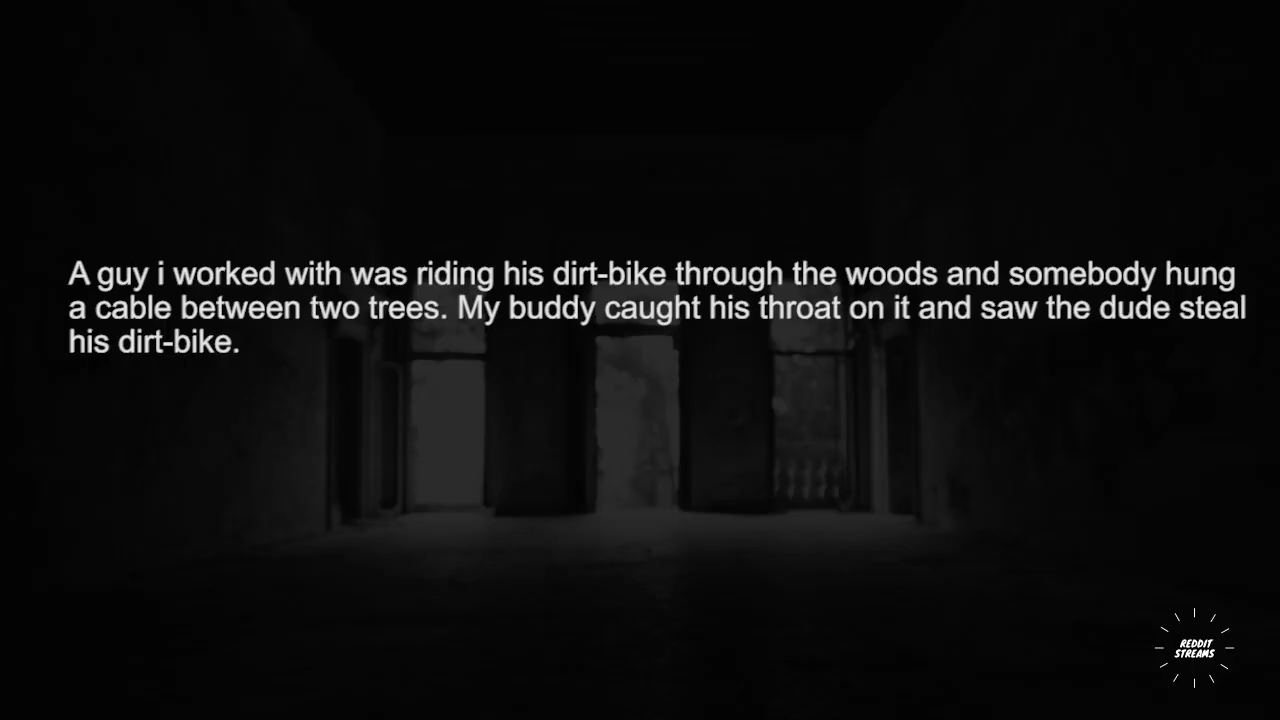 A guy i worked with was riding his dirt-bike through the woods and somebody hung
a cable between two trees. My buddy caught his throat on it and saw the dude steal
his dirt-bike.
REDDIT
STREAMS